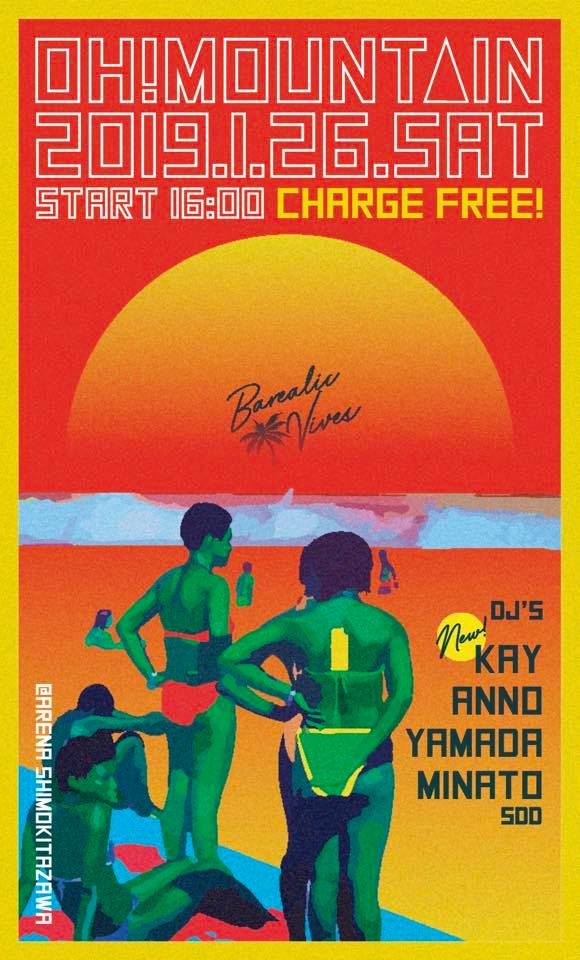 OH!MOUNTAIN
2019.1.26.SAT
START 16:00 CHARGE FREE!
Barealic
Vives
DJ'S
New!
KAY
ANNO
YAMADA
MINATO
SDD
@ARENA SHIMOKITAZAWA